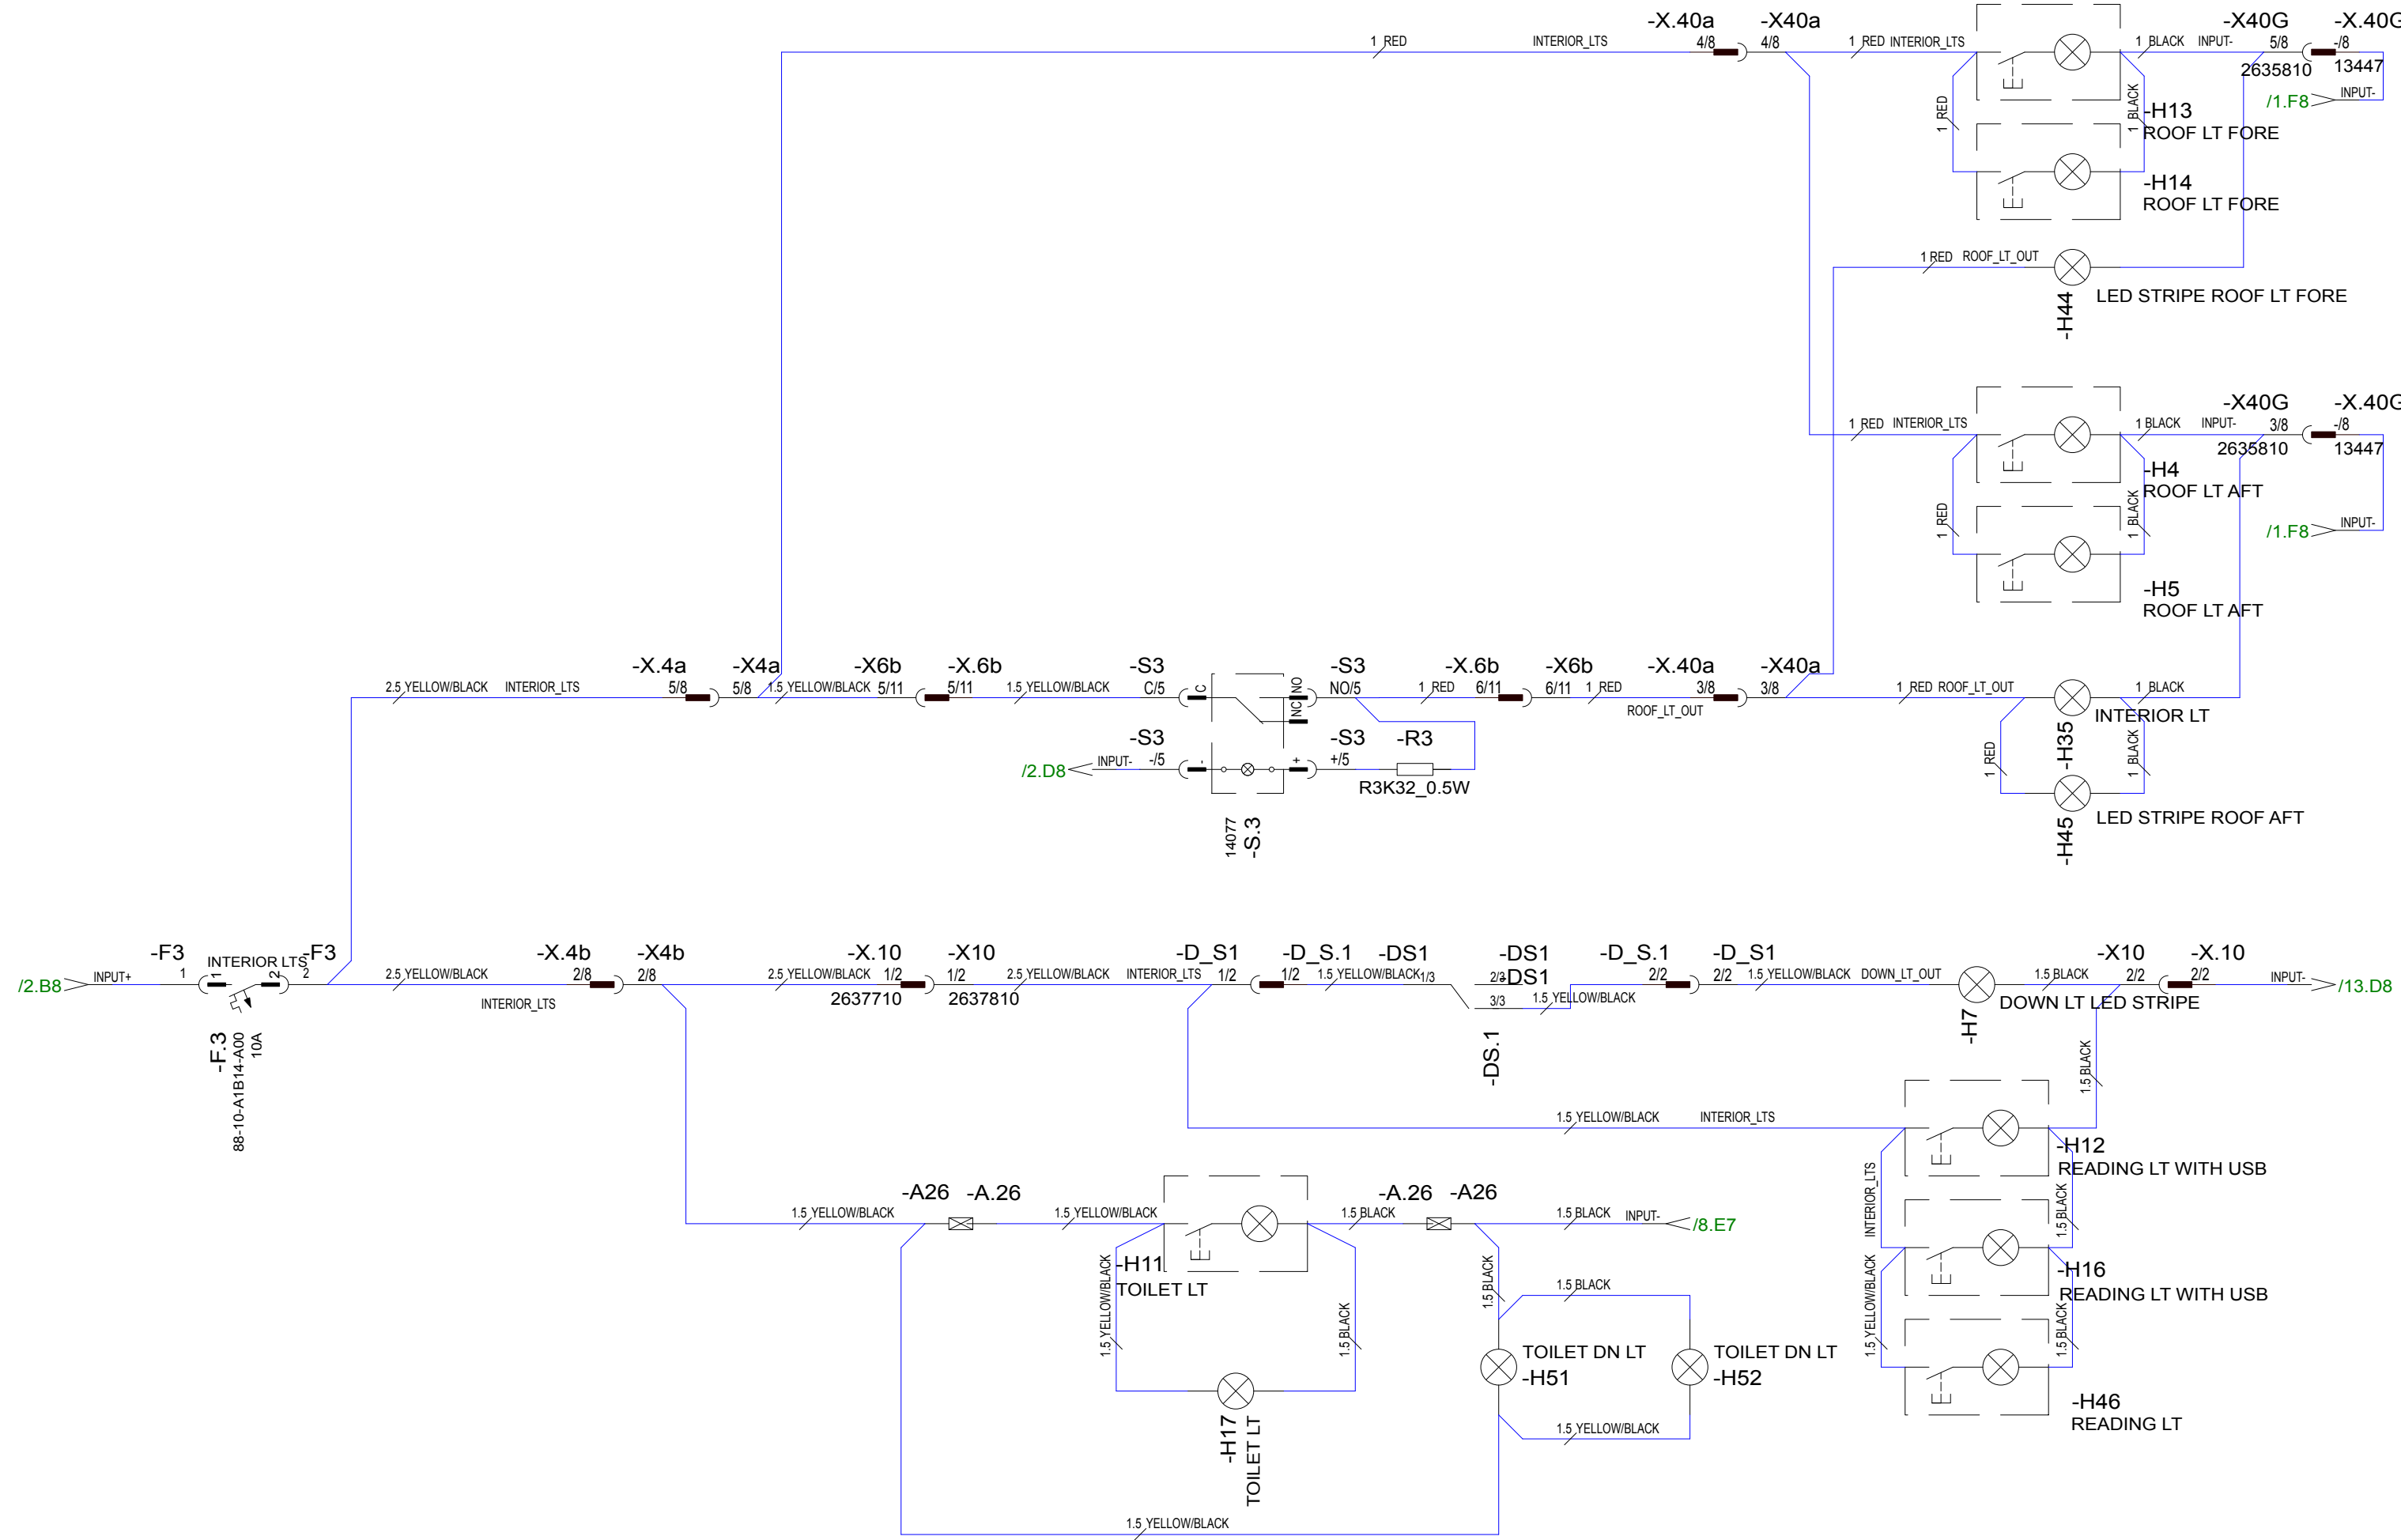 -X.40a -X40a -X40G -X.40G
4/8 4/8 5/8 -/8
1 RED INTERIOR_LTS 1 RED INTERIOR_LTS 1 BLACK INPUT-
2635810 13447
/1.F8 INPUT-
1 RED 1 BLACK
-H13
ROOF LT FORE
-H14
ROOF LT FORE
1 RED ROOF_LT_OUT
-H44
LED STRIPE ROOF LT FORE
-X40G -X.40G
1 RED INTERIOR_LTS 1 BLACK INPUT- 3/8 -/8
2635810 13447
-H4
ROOF LT AFT
1 RED 1 BLACK
/1.F8 INPUT-
-H5
ROOF LT AFT
-X.4a -X4a -X6b -X.6b -S3 -S3 -X.6b -X6b -X.40a -X40a
2.5 YELLOW/BLACK INTERIOR_LTS 5/8 5/8 1.5 YELLOW/BLACK 5/11 5/11 1.5 YELLOW/BLACK C/5 C NO NO/5 1 RED 6/11 6/11 1 RED 3/8 3/8 1 RED ROOF_LT_OUT 1 BLACK
NC
ROOF_LT_OUT
INTERIOR LT
-H35
-S3 -S3 -R3
/2.D8 INPUT- -/5 - + +/5
R3K32_0.5W
1 RED 1 BLACK
14077
-S.3
LED STRIPE ROOF AFT
-H45
-F3 INTERIOR LTS -F3 -X.4b -X4b -X.10 -X10 -D_S1 -D_S.1 -DS1 -DS1 -D_S.1 -D_S1 -X10 -X.10
/2.B8 INPUT+ 1 1 2 2 2.5 YELLOW/BLACK 2/8 2/8 2.5 YELLOW/BLACK 1/2 1/2 2.5 YELLOW/BLACK INTERIOR_LTS 1/2 1/2 1.5 YELLOW/BLACK 1/3 2/3 -DS1 2/2 2/2 1.5 YELLOW/BLACK DOWN_LT_OUT 1.5 BLACK 2/2 2/2 INPUT- /13.D8
INTERIOR_LTS 2637710 2637810 3/3 1.5 YELLOW/BLACK DOWN LT LED STRIPE
-H7
-F.3
88-10-A1B14-A00
10A
-DS.1
1.5 BLACK
1.5 YELLOW/BLACK INTERIOR_LTS
-H12
READING LT WITH USB
INTERIOR_LTS 1.5 BLACK
-A26 -A.26 -A.26 -A26
1.5 YELLOW/BLACK 1.5 YELLOW/BLACK 1.5 BLACK 1.5 BLACK INPUT- /8.E7
-H11
TOILET LT
-H16
READING LT WITH USB
1.5 YELLOW/BLACK 1.5 BLACK
1.5 YELLOW/BLACK 1.5 BLACK
1.5 BLACK 1.5 BLACK
TOILET DN LT TOILET DN LT
-H51 -H52
-H46
READING LT
1.5 YELLOW/BLACK
-H17
TOILET LT
1.5 YELLOW/BLACK